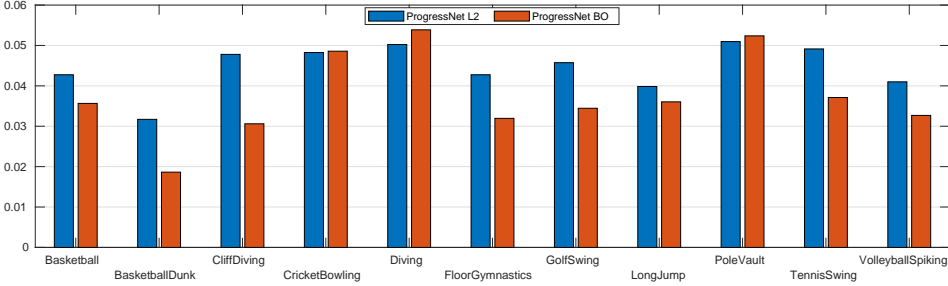 0.06
ProgressNet L2 ProgressNet BO
0.05
0.04
0.03
0.02
0.01
0
Basketball CliffDiving Diving GolfSwing PoleVault VolleyballSpiking
BasketballDunk CricketBowling FloorGymnastics LongJump TennisSwing